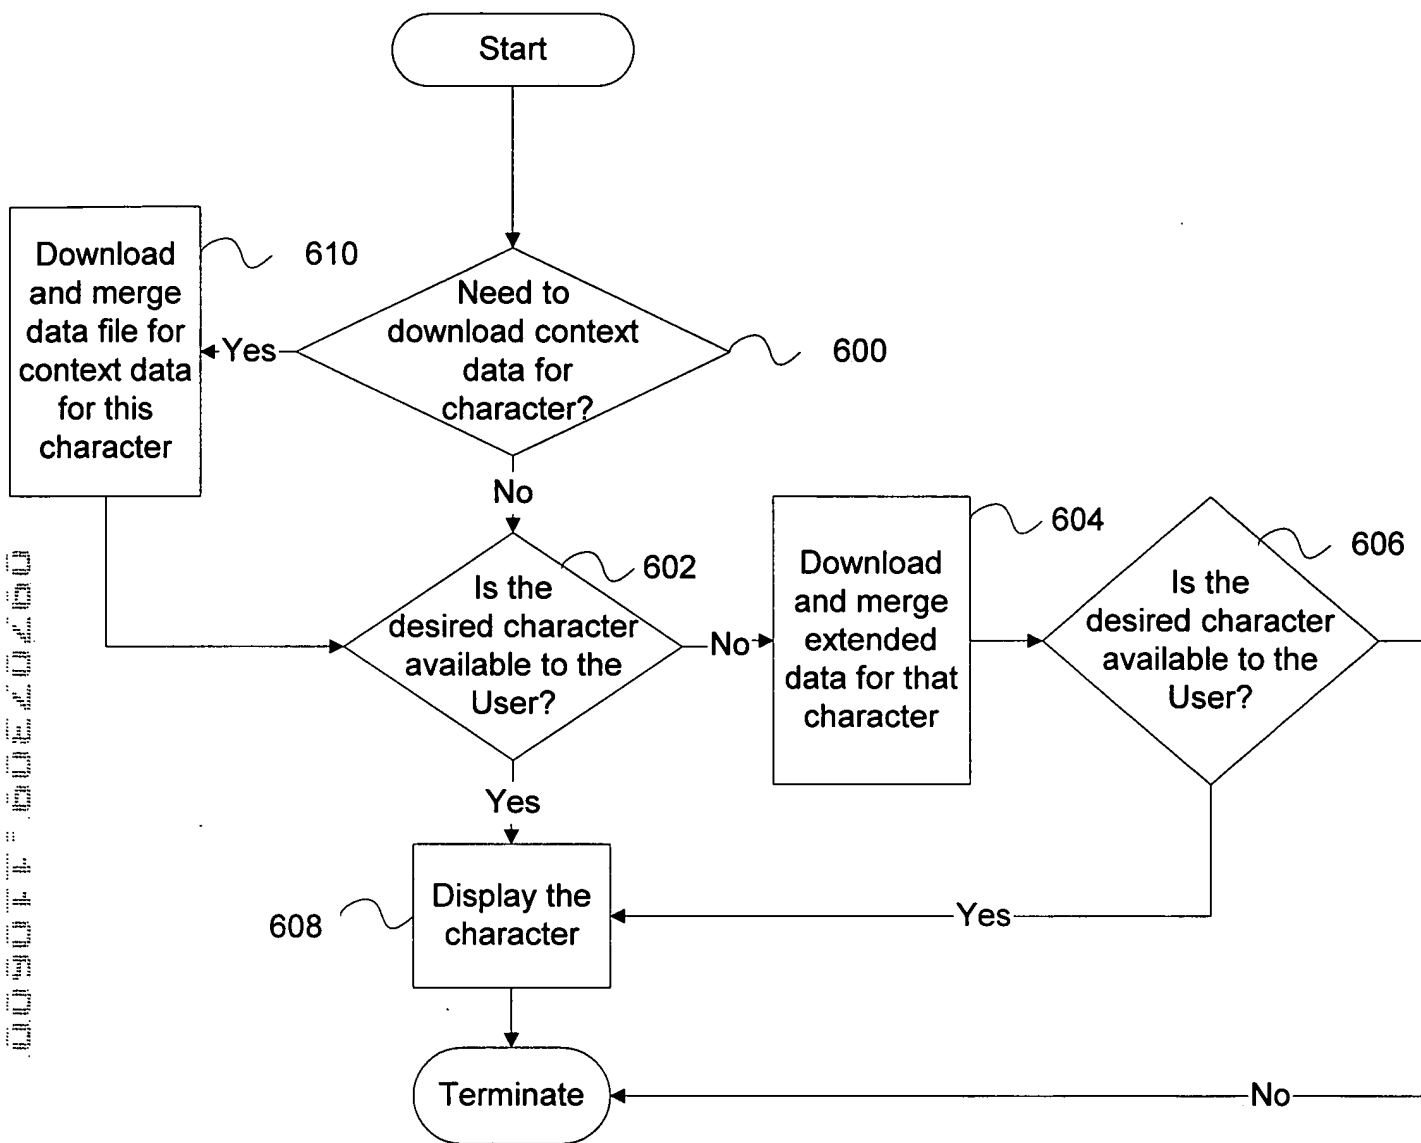 Start
Download
and merge
data file for
context data
for this
character
610
Need to
download context
data for
character?
600
Yes
No
Is the
desired character
available to the
User?
602
No
Download
and merge
extended
data for that
character
604
Is the
desired character
available to the
User?
606
Yes
Display the
character
608
Yes
Terminate
No
09707309 . 110600